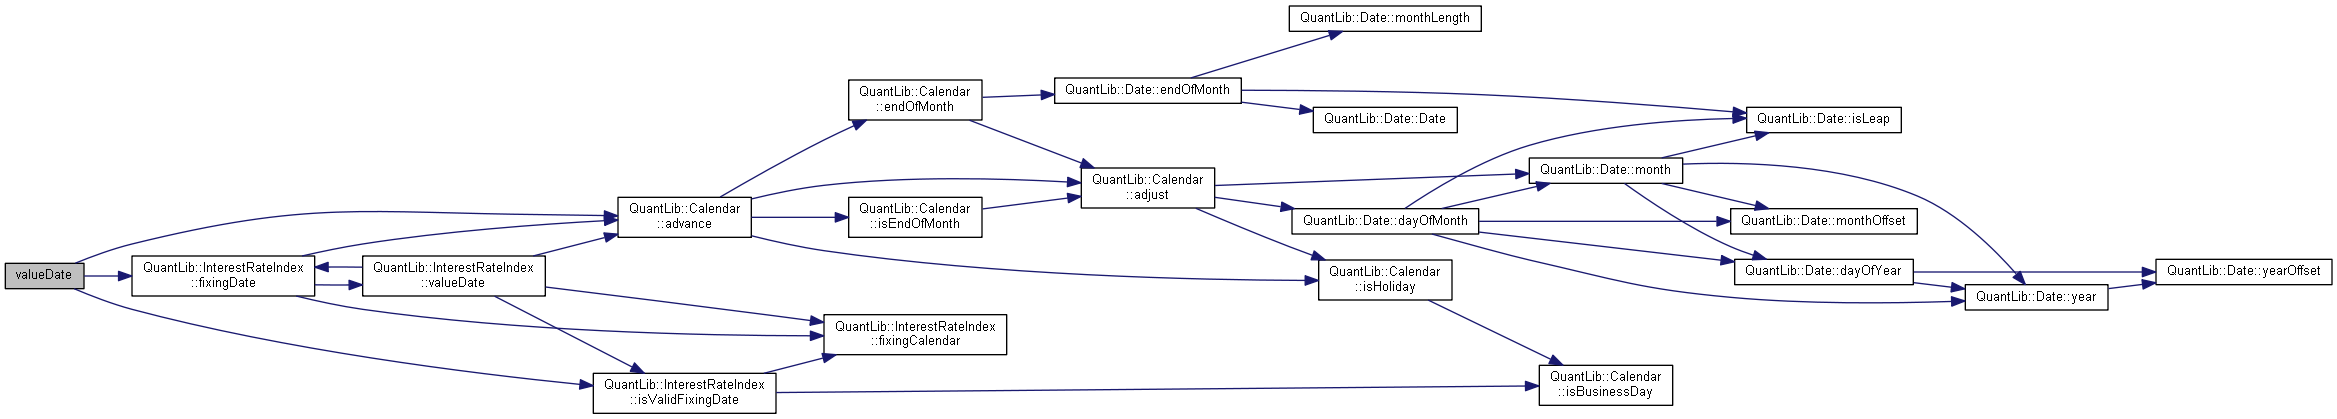 valueDate
QuantLib::InterestRateIndex
::fixingDate
QuantLib::InterestRateIndex
::valueDate
QuantLib::Calendar
::advance
QuantLib::InterestRateIndex
::isValidFixingDate
QuantLib::Calendar
::endOfMonth
QuantLib::Calendar
::isEndOfMonth
QuantLib::InterestRateIndex
::fixingCalendar
QuantLib::Date::endOfMonth
QuantLib::Calendar
::adjust
QuantLib::Date::monthLength
QuantLib::Date::Date
QuantLib::Date::dayOfMonth
QuantLib::Calendar
::isHoliday
QuantLib::Date::month
QuantLib::Calendar
::isBusinessDay
QuantLib::Date::isLeap
QuantLib::Date::monthOffset
QuantLib::Date::dayOfYear
QuantLib::Date::year
QuantLib::Date::yearOffset